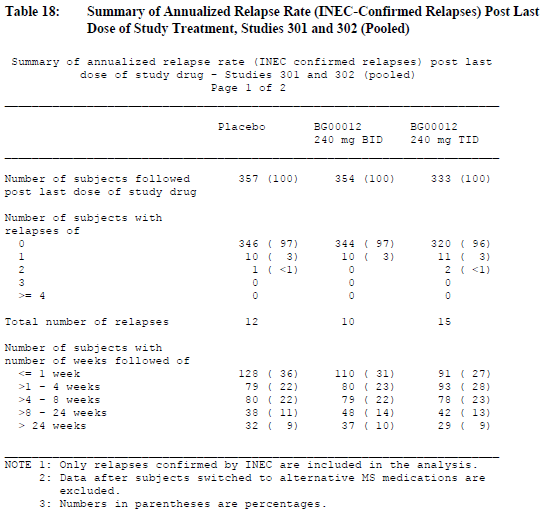 Table 18: Summary of Annualized Relapse Rate (INEC-Confirmed Relapses) Post Last
Dose of Study Treatment, Studies 301 and 302 (Pooled)
Summary of annualized relapse rate (INEC confirmed relapses) post last
dose of study drug - Studies 301 and 302 (pooled)
Page 1 of 2
Placebo BG00012 BG00012
240 mg BID 240 mg TID
Number of subjects followed 357 (100) 354 (100) 333 (100)
post last dose of study drug
Number of subjects with
relapses of
0 346 ( 97) 344 ( 97) 320 ( 96)
1 10 ( 3) 10 ( 3) 11 ( 3)
2 1 ( <1) 0 2 ( <1)
3 0 0 0
>= 4 0 0 0
Total number of relapses 12 10 15
Number of subjects with
number of weeks followed of
<= 1 week 128 ( 36) 110 ( 31) 91 ( 27)
>1 - 4 weeks 79 ( 22) 80 ( 23) 93 ( 28)
>4 - 8 weeks 80 ( 22) 79 ( 22) 78 ( 23)
>8 - 24 weeks 38 ( 11) 48 ( 14) 42 ( 13)
> 24 weeks 32 ( 9) 37 ( 10) 29 ( 9)
NOTE 1: Only relapses confirmed by INEC are included in the analysis.
2: Data after subjects switched to alternative MS medications are
excluded.
3: Numbers in parentheses are percentages.